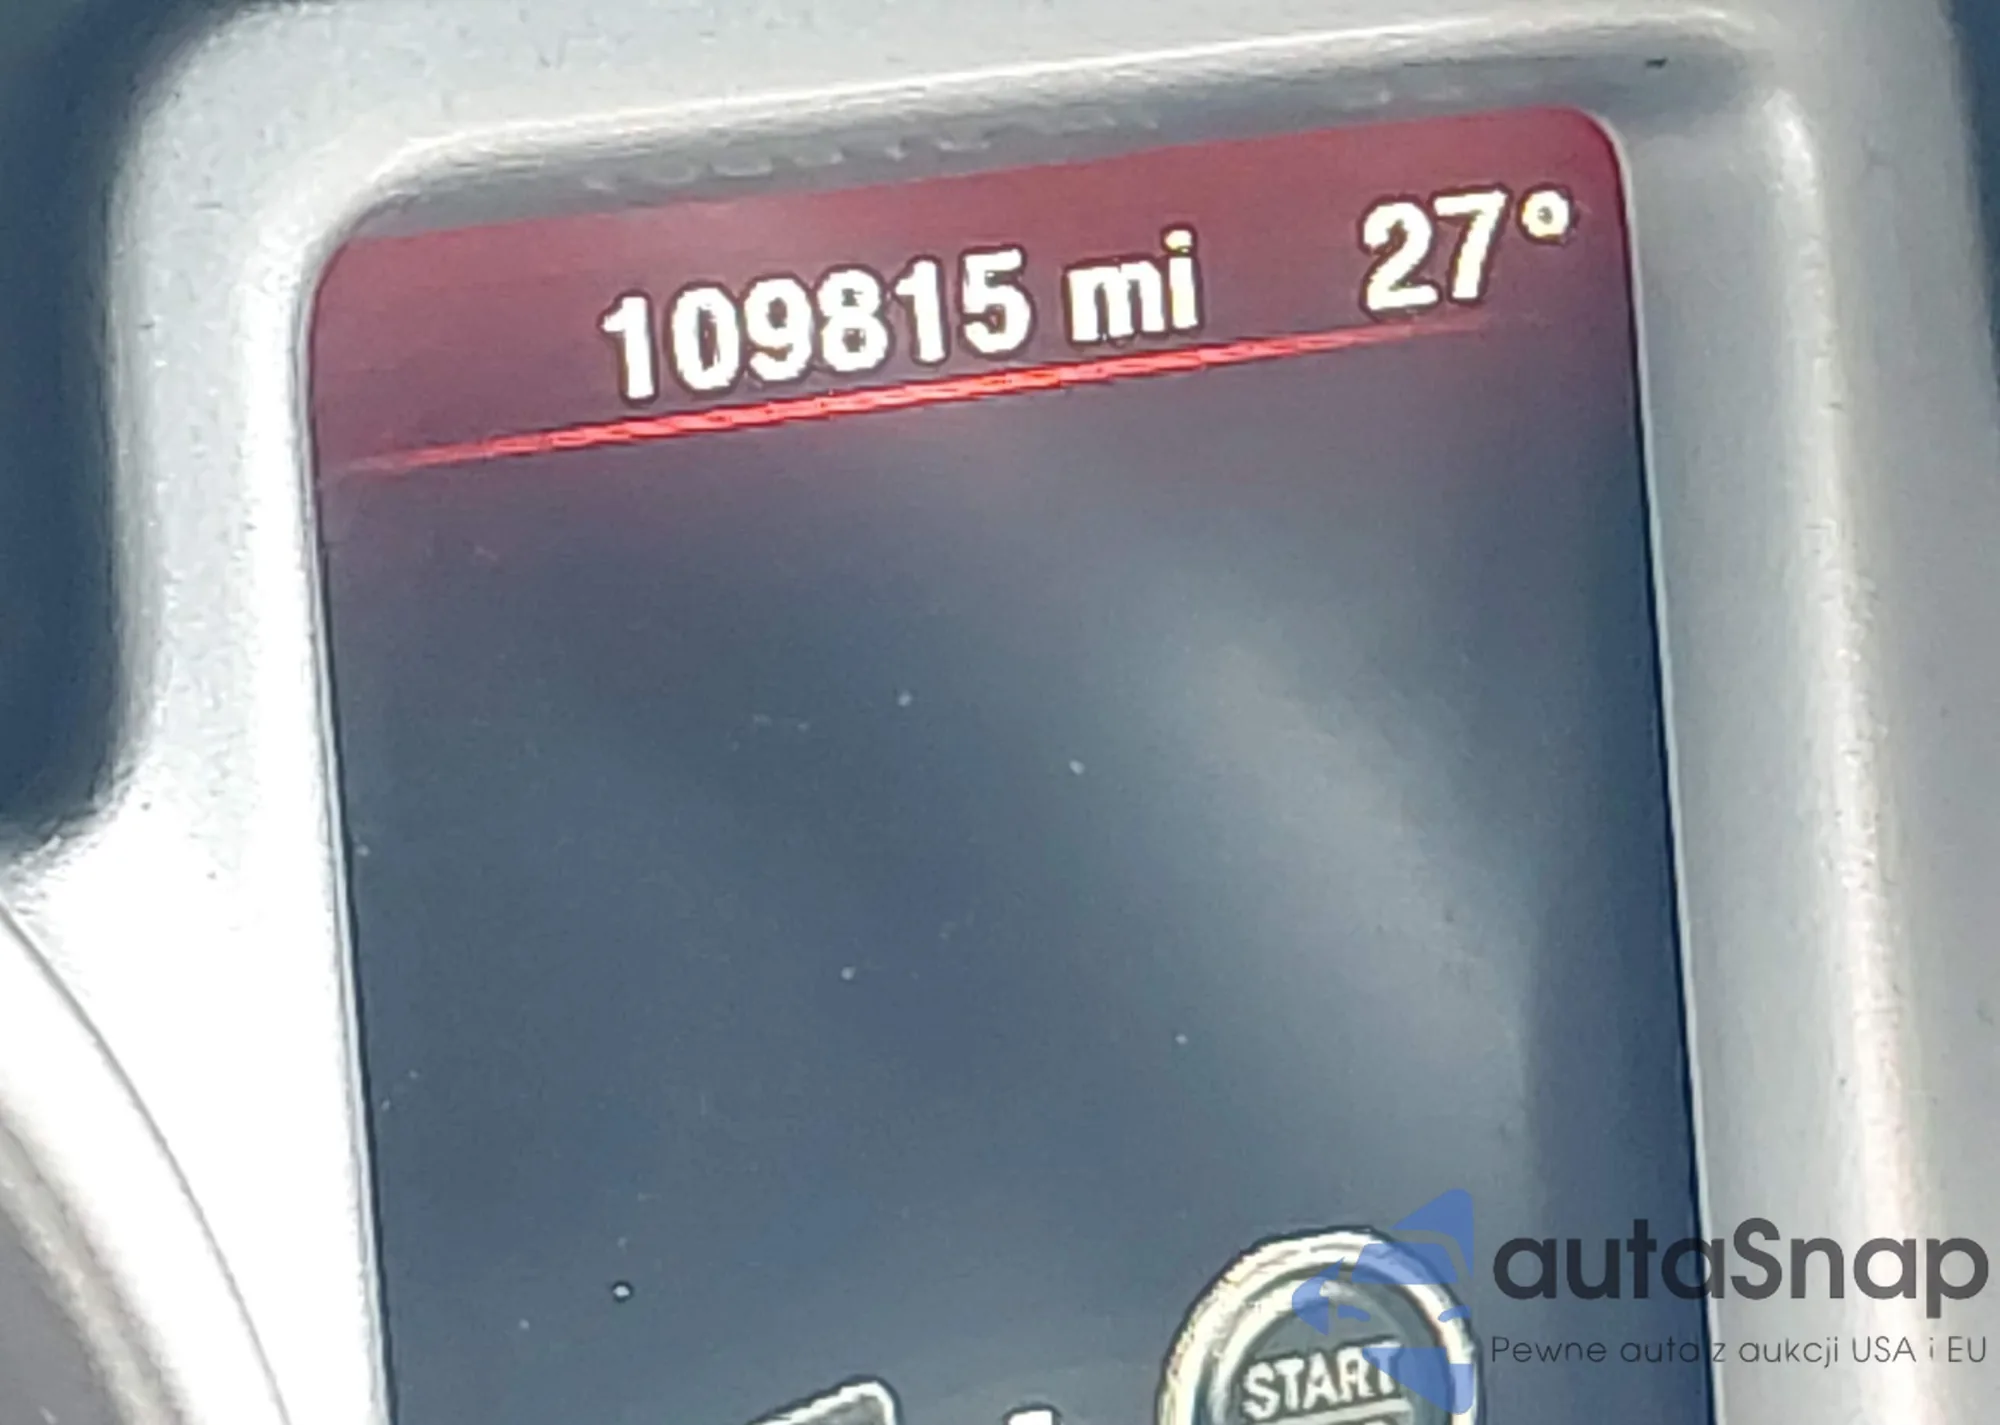 109815 mi 27°
START
autaSnap
Pewne auta z aukcji USA i EU